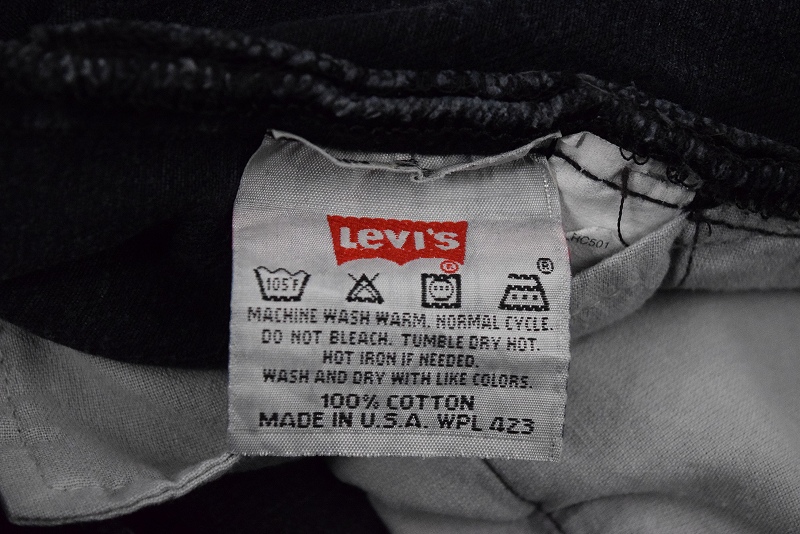 LEVI'S
®
®
105°F
MACHINE WASH WARM. NORMAL CYCLE.
DO NOT BLEACH. TUMBLE DRY HOT.
HOT IRON IF NEEDED.
WASH AND DRY WITH LIKE COLORS.
100% COTTON
MADE IN U.S.A. WPL 423
HC501